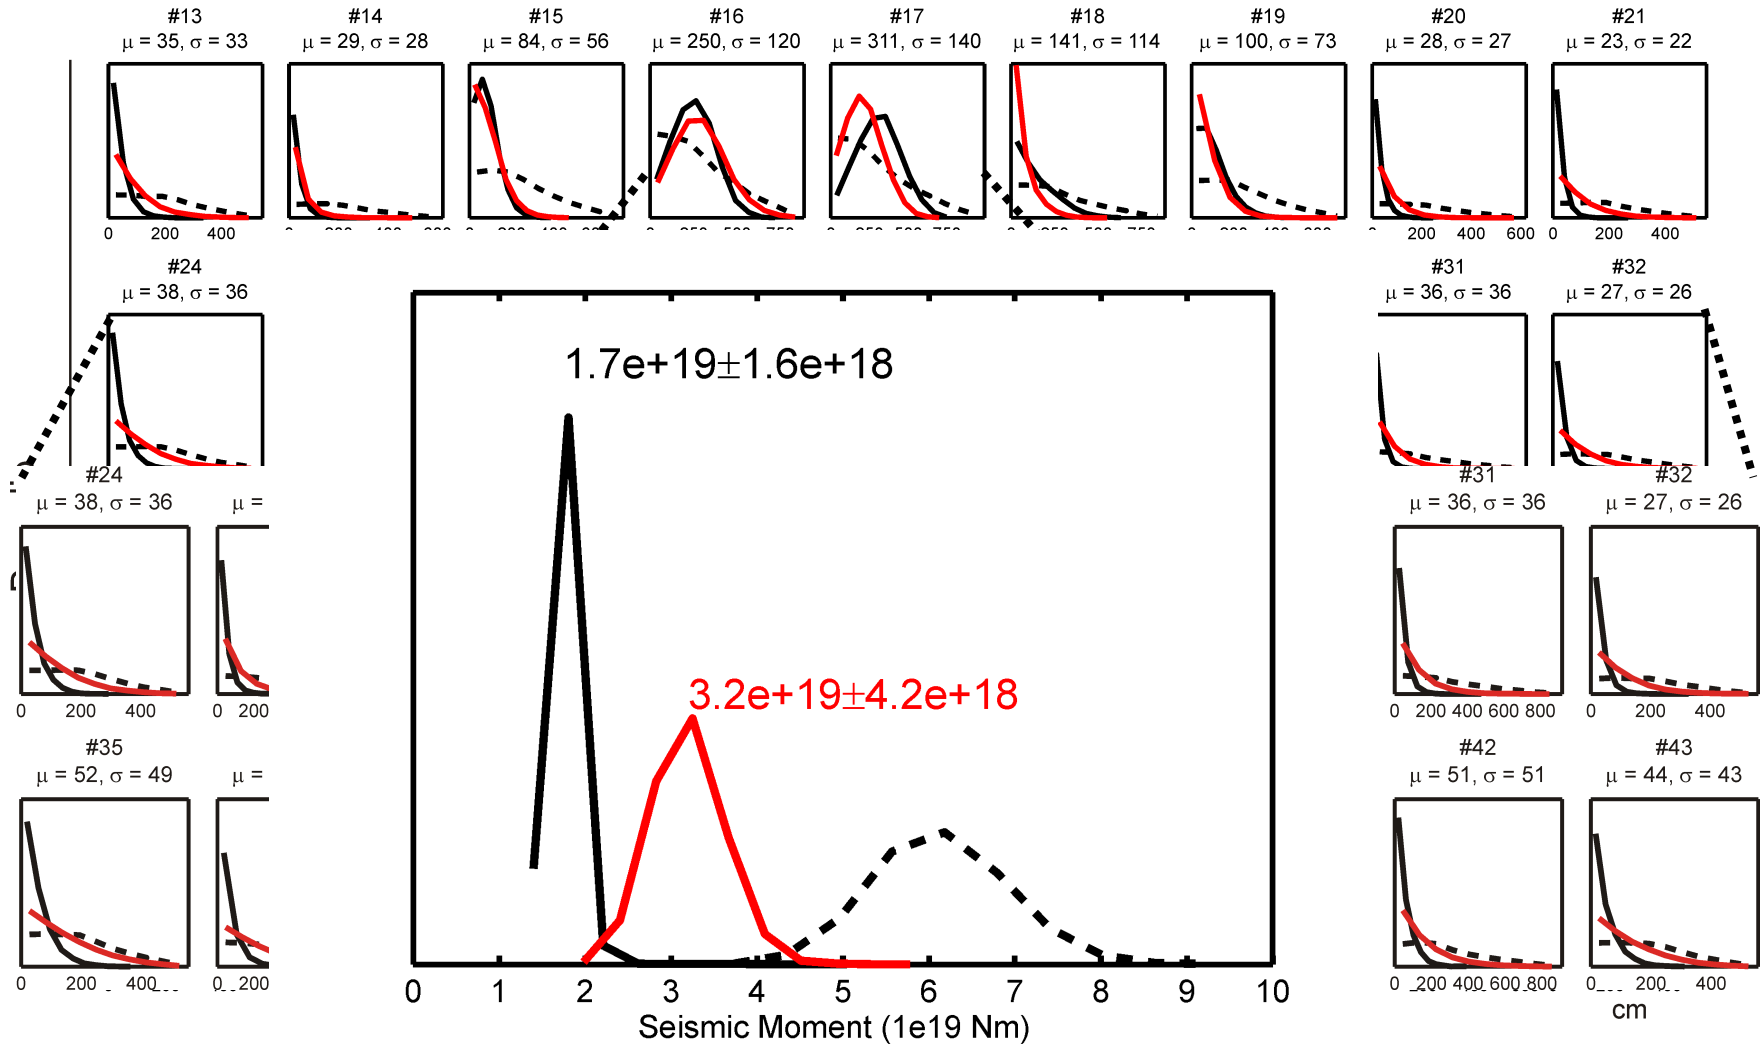 #13 #14 #15 #16 #17 #18 #19 #20 #21
μ = 35, σ = 33 μ = 29, σ = 28 μ = 84, σ = 56 μ = 250, σ = 120 μ = 311, σ = 140 μ = 141, σ = 114 μ = 100, σ = 73 μ = 28, σ = 27 μ = 23, σ = 22
0 200 400 0 0 0 0 0 0 200 400 600 0 200 400
#24 #31 #32
μ = 38, σ = 36 μ = 36, σ = 36 μ = 27, σ = 26
1.7e+19±1.6e+18
#24 #31 #32
μ = 38, σ = 36 μ = μ = 36, σ = 36 μ = 27, σ = 26
3.2e+19±4.2e+18
0 200 400 0 200 0 200 400 600 800 0 200 400
#35 #42 #43
μ = 52, σ = 49 μ = μ = 51, σ = 51 μ = 44, σ = 43
0 200 400 200 0 200 400 600 800 0 200 400
0 1 2 3 4 5 6 7 8 9 10
cm
Seismic Moment (1e19 Nm)